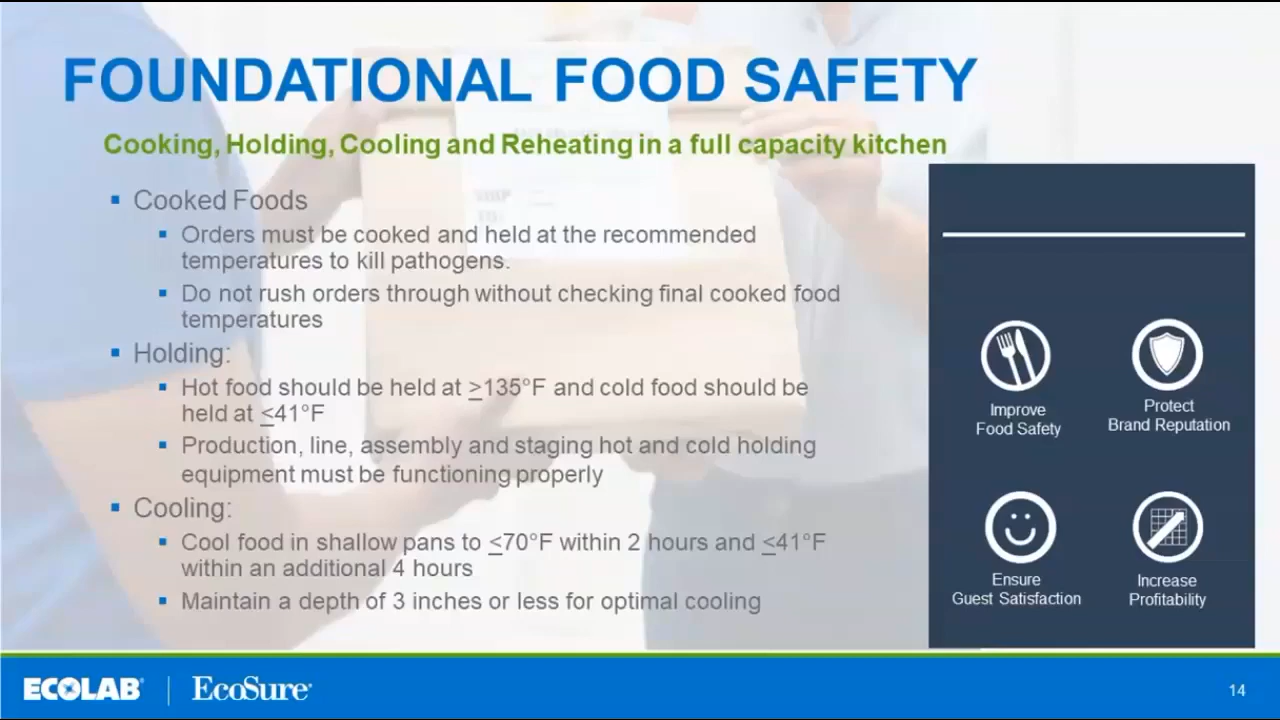 FOUNDATIONAL FOOD SAFETY
Cooking, Holding, Cooling and Reheating in a full capacity kitchen
▪ Cooked Foods
▪ Orders must be cooked and held at the recommended
temperatures to kill pathogens.
▪ Do not rush orders through without checking final cooked food
temperatures
▪ Holding:
▪ Hot food should be held at ≥135°F and cold food should be
held at ≤41°F
▪ Production, line, assembly and staging hot and cold holding
equipment must be functioning properly
▪ Cooling:
▪ Cool food in shallow pans to ≤70°F within 2 hours and ≤41°F
within an additional 4 hours
▪ Maintain a depth of 3 inches or less for optimal cooling
Improve
Food Safety
Protect
Brand Reputation
Ensure
Guest Satisfaction
Increase
Profitability
ECOLAB® | EcoSure®
14